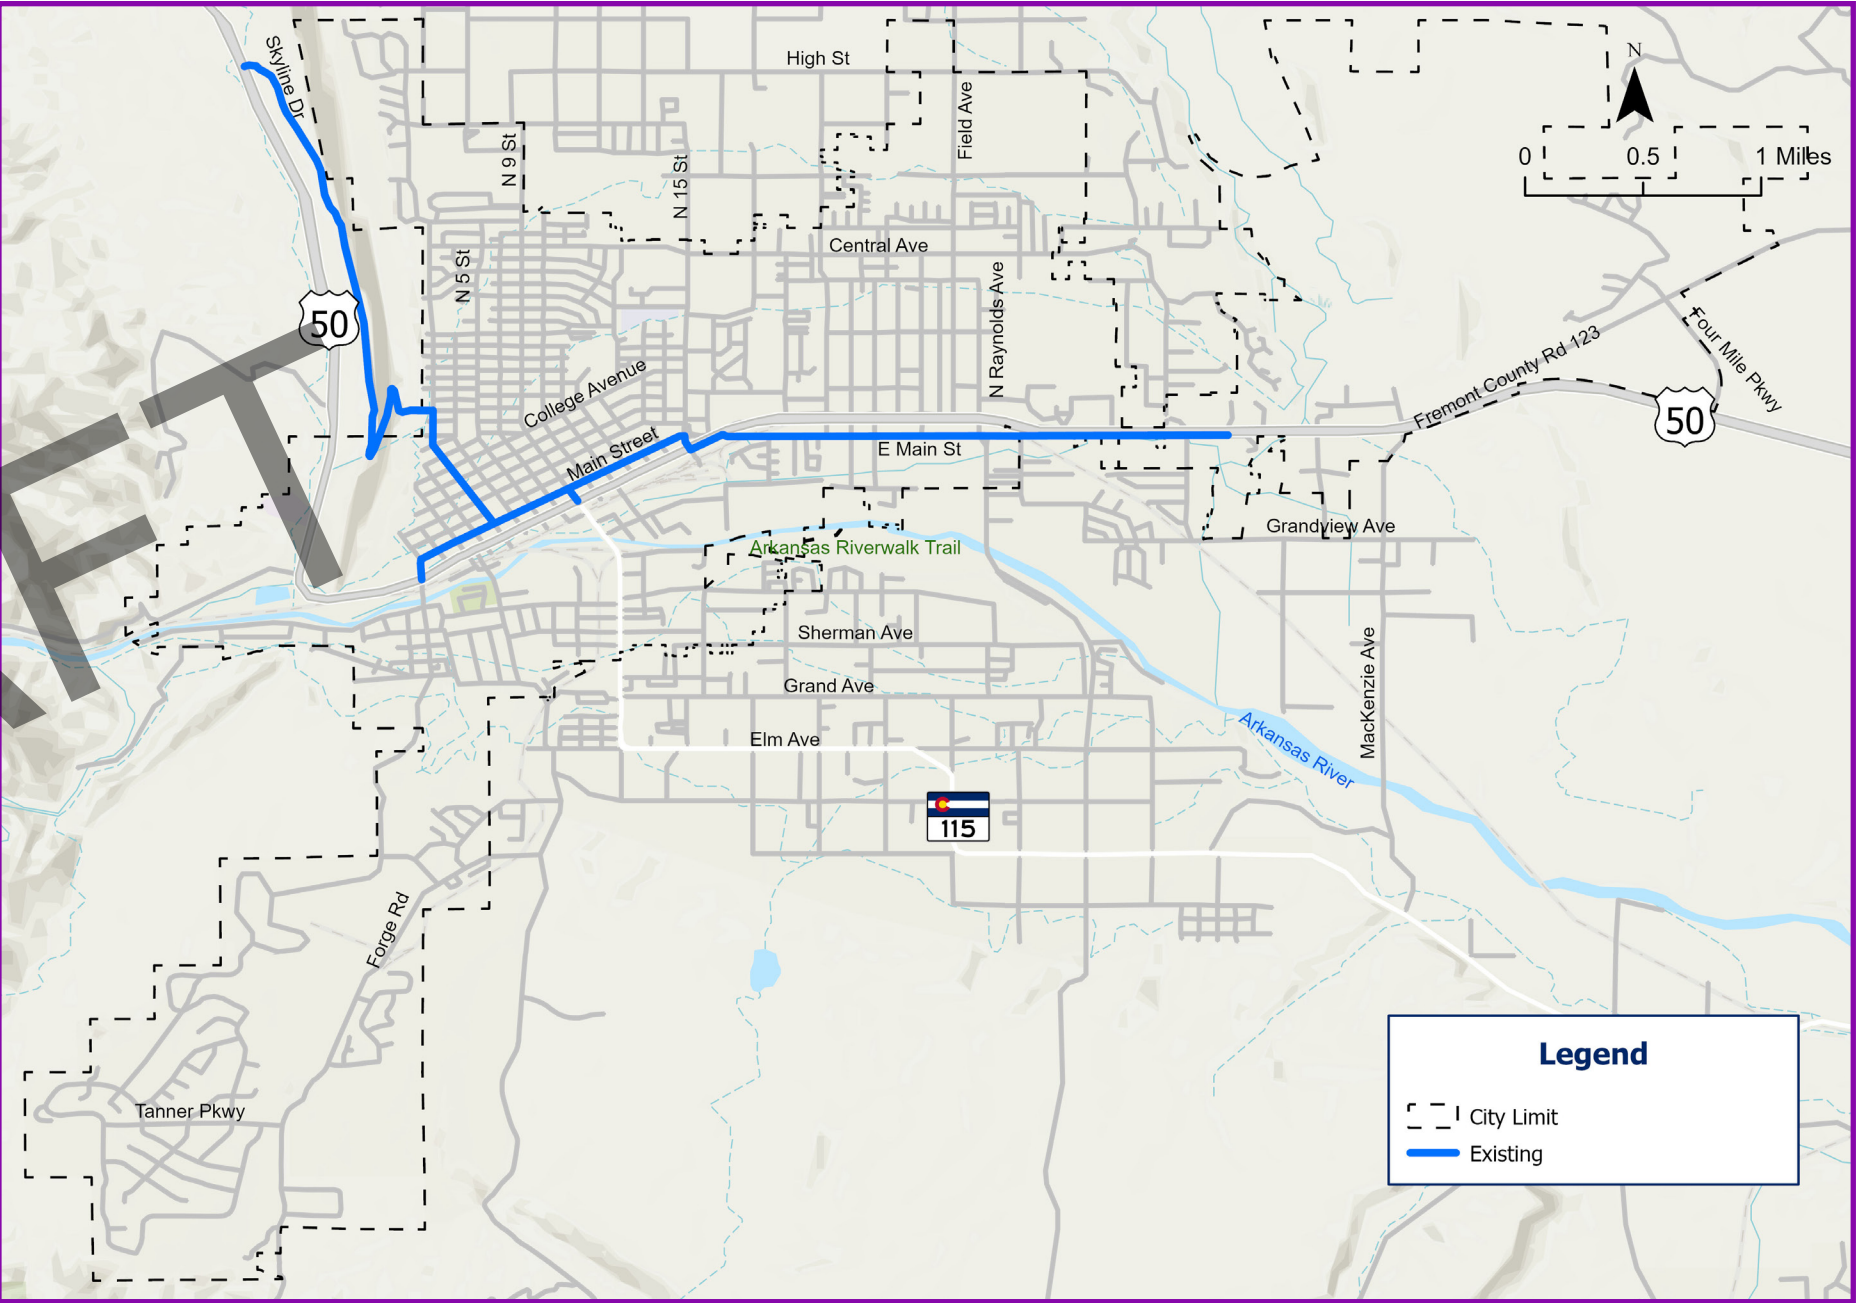 High St
Skyline Dr
Field Ave
N 9 St
N 15 St
N
0 0.5 1 Miles
Central Ave
N 5 St
N Raynolds Ave
50
Four Mile Pkwy
Fremont County Rd 123
College Avenue
50
Main Street
E Main St
Grandview Ave
Arkansas Riverwalk Trail
Sherman Ave
MacKenzie Ave
Grand Ave
Elm Ave
Arkansas River
115
Forge Rd
Tanner Pkwy
FT
Legend
City Limit
Existing